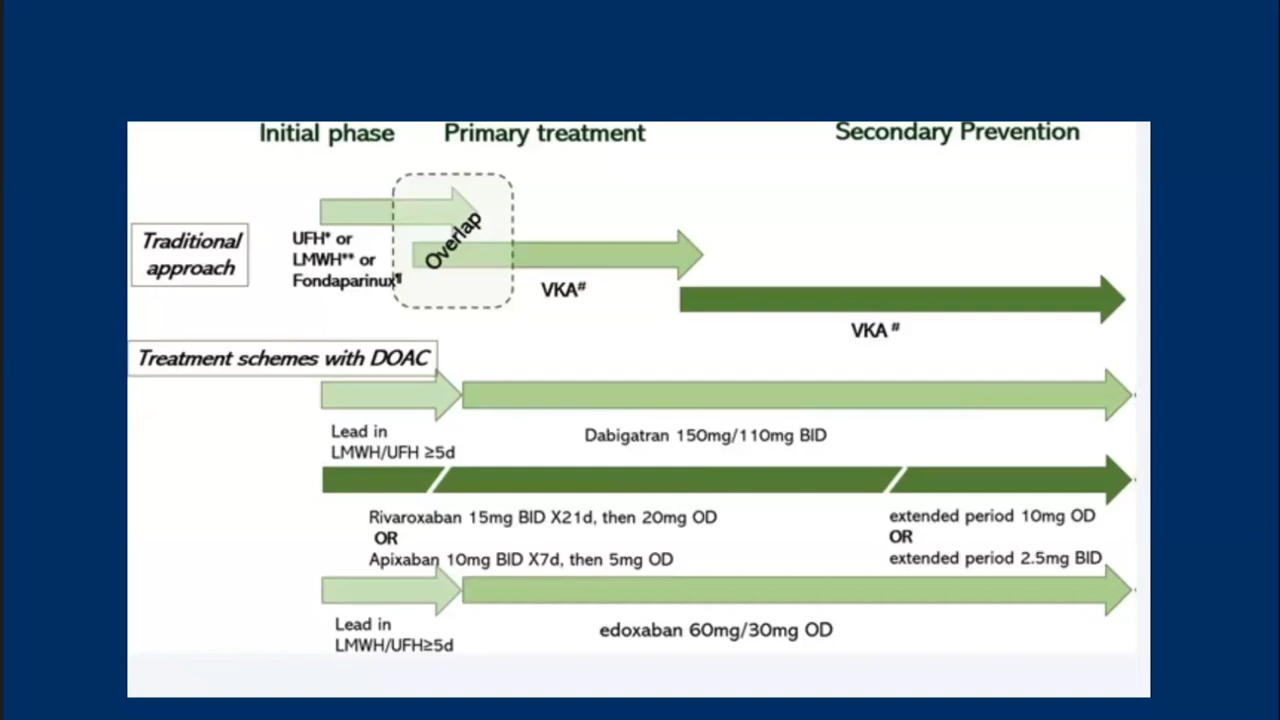 Initial phase
Primary treatment
Secondary Prevention
Traditional
approach
UFH* or
LMWH** or
Fondaparinux¶
Overlap
VKA#
VKA #
Treatment schemes with DOAC
Lead in
LMWH/UFH ≥5d
Dabigatran 150mg/110mg BID
Rivaroxaban 15mg BID X21d, then 20mg OD
OR
Apixaban 10mg BID X7d, then 5mg OD
extended period 10mg OD
OR
extended period 2.5mg BID
Lead in
LMWH/UFH≥5d
edoxaban 60mg/30mg OD